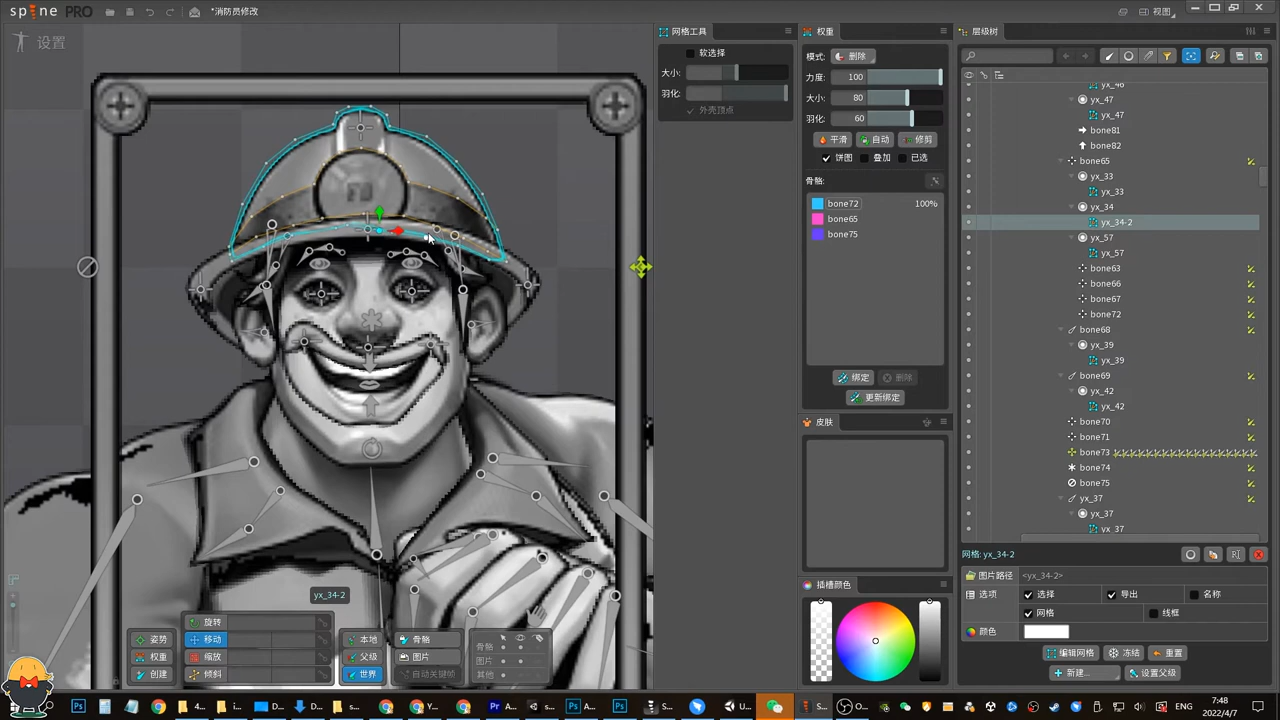 spine PRO
*消防员修改
视图
设置
网格工具
软选择
大小:
羽化:
外壳顶点
权重
模式:
删除
力度:
100
大小:
80
羽化:
60
平滑
自动
修剪
饼图
叠加
已选
骨骼:
bone72
100%
bone65
bone75
绑定
删除
更新绑定
皮肤
插槽颜色
层级树
yx_46
yx_47
yx_47
bone81
bone82
bone65
yx_33
yx_33
yx_34
yx_34-2
yx_57
yx_57
bone63
bone66
bone67
bone72
bone68
yx_39
yx_39
bone69
yx_42
yx_42
bone70
bone71
bone73
bone74
bone75
yx_37
yx_37
yx_37
网格: yx_34-2
图片路径
<yx_34-2>
选项
选择
导出
名称
网格
线框
颜色
编辑网格
冻结
重置
新建...
设置父级
yx_34-2
姿势
权重
创建
旋转
移动
缩放
倾斜
本地
父级
世界
骨骼
图片
自动关键帧
骨骼
图片
其他
ENG
7:48
2022/4/7